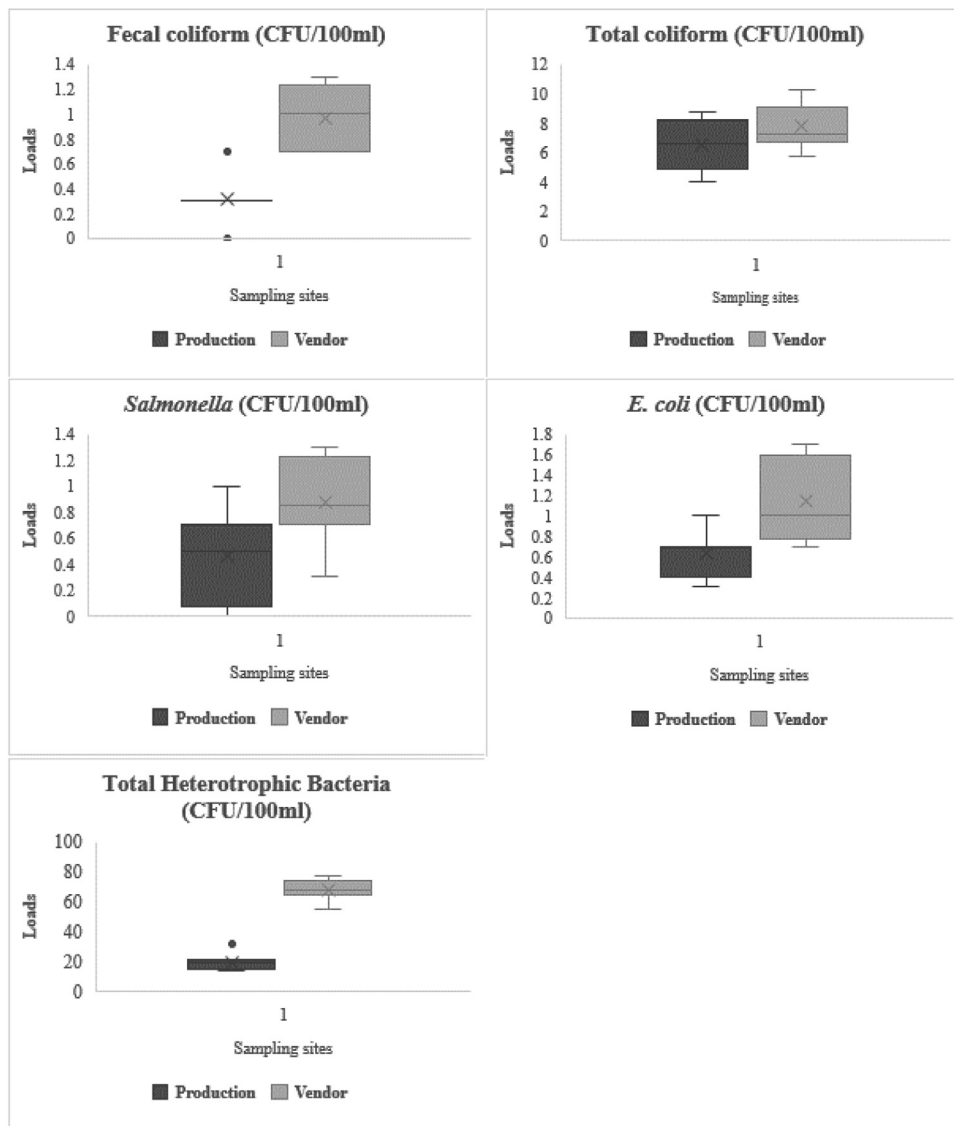 Fecal coliform (CFU/100ml)
1.4
1.2
1
0.8
0.6
0.4
0.2
0
Loads
1
Sampling sites
Production Vendor
Total coliform (CFU/100ml)
12
10
8
6
4
2
0
Loads
1
Sampling sites
Production Vendor
Salmonella (CFU/100ml)
1.4
1.2
1
0.8
0.6
0.4
0.2
0
Loads
1
Sampling sites
Production Vendor
E. coli (CFU/100ml)
1.8
1.6
1.4
1.2
1
0.8
0.6
0.4
0.2
0
Loads
1
Sampling sites
Production Vendor
Total Heterotrophic Bacteria
(CFU/100ml)
100
80
60
40
20
0
Loads
1
Sampling sites
Production Vendor